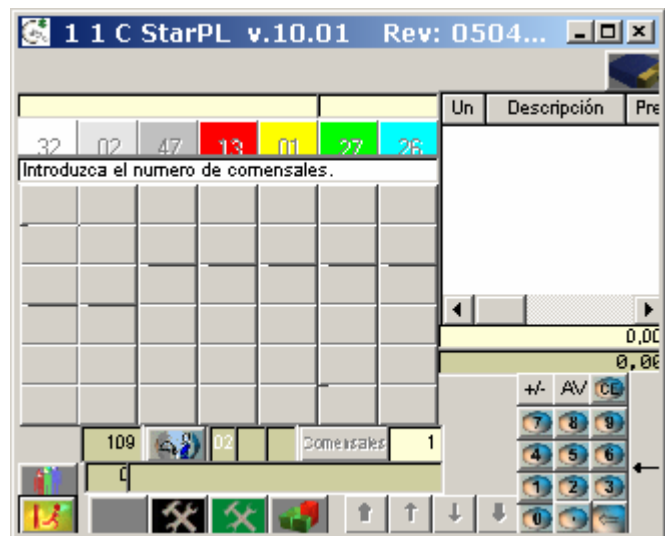 1 1 C StarPL v.10.01 Rev: 0504...
Un Descripción Pre
32 02 47 13 01 27 26
Introduzca el numero de comensales.
0,00
0,00
+/- AV CE
7 8 9
109 02 Comensales 1
4 5 6
1 2 3
0 .